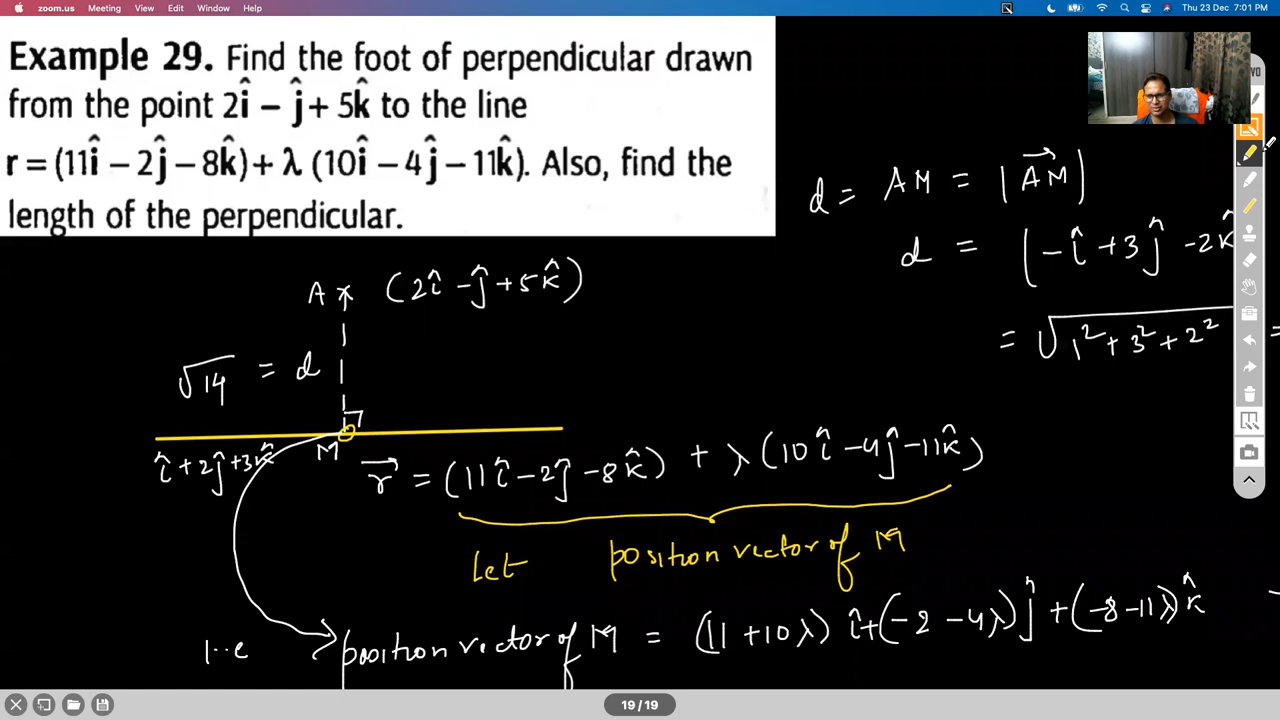 zoom.us Meeting View Edit Window Help Thu 23 Dec 7:01 PM
Example 29. Find the foot of perpendicular drawn
from the point 2î − ĵ + 5k̂ to the line
r = (11î − 2ĵ − 8k̂) + λ (10î − 4ĵ − 11k̂). Also, find the
length of the perpendicular.
d = AM = |AM→|
d = (-î + 3ĵ - 2k̂
= √1² + 3² + 2² =
A (2î - ĵ + 5k̂)
√14 = d
î + 2ĵ + 3k̂ M r→ = (11î - 2ĵ - 8k̂) + λ(10î - 4ĵ - 11k̂)
Let position vector of M
i.e position vector of M = (11 + 10λ) î + (-2 - 4λ) ĵ + (-8 - 11λ) k̂
19 / 19